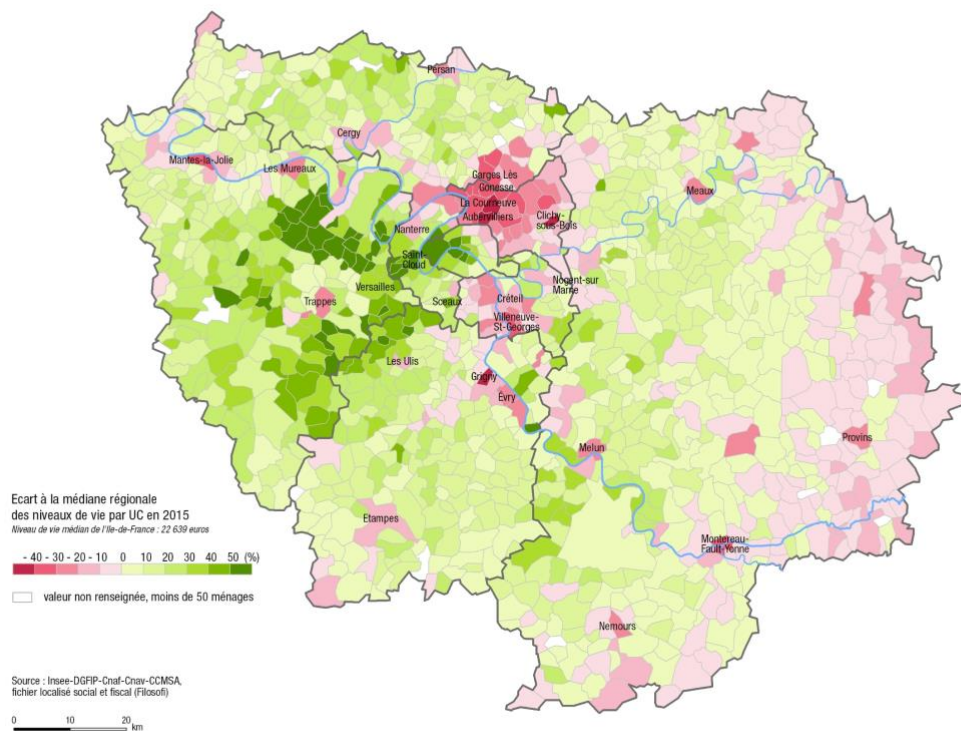 Persan
Cergy
Mantes-la-Jolie
Les Mureaux
Garges Lès
Gonesse
La Courneuve
Aubervilliers
Clichy-
sous-Bois
Meaux
Nanterre
Saint-
Cloud
Nogent-sur
Marne
Versailles
Trappes
Sceaux
Créteil
Villeneuve-
St-Georges
Les Ulis
Grigny
Évry
Melun
Provins
Etampes
Montereau-
Fault-Yonne
Nemours
Ecart à la médiane régionale
des niveaux de vie par UC en 2015
Niveau de vie médian de l'Ile-de-France : 22 639 euros
- 40 - 30 - 20 - 10 0 10 20 30 40 50 (%)
valeur non renseignée, moins de 50 ménages
Source : Insee-DGFIP-Cnaf-Cnav-CCMSA,
fichier localisé social et fiscal (Filosofi)
0 10 20
km